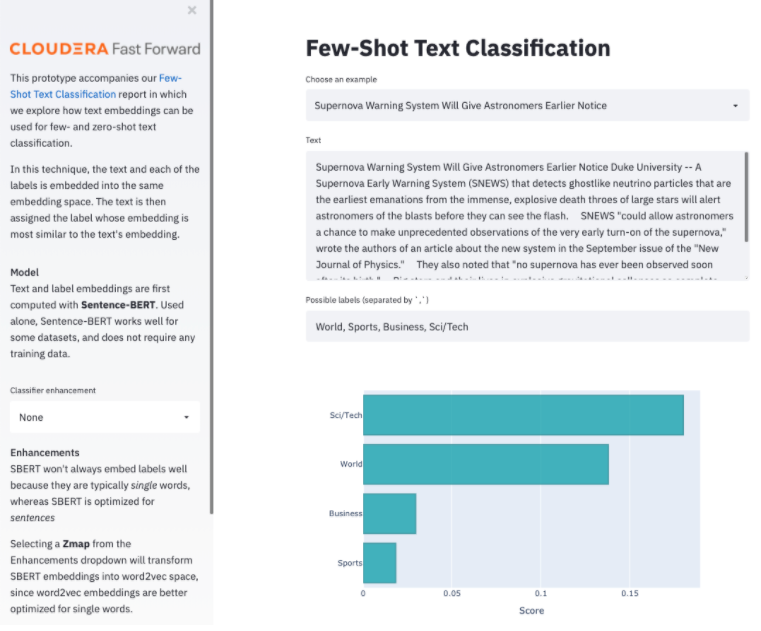 ×
CLOUDERA Fast Forward
This prototype accompanies our Few-
Shot Text Classification report in which
we explore how text embeddings can be
used for few- and zero-shot text
classification.
In this technique, the text and each of the
labels is embedded into the same
embedding space. The text is then
assigned the label whose embedding is
most similar to the text's embedding.
Model
Text and label embeddings are first
computed with Sentence-BERT. Used
alone, Sentence-BERT works well for
some datasets, and does not require any
training data.
Classifier enhancement
None
Enhancements
SBERT won't always embed labels well
because they are typically single words,
whereas SBERT is optimized for
sentences
Selecting a Zmap from the
Enhancements dropdown will transform
SBERT embeddings into word2vec space,
since word2vec embeddings are better
optimized for single words.
Few-Shot Text Classification
Choose an example
Supernova Warning System Will Give Astronomers Earlier Notice
Text
Supernova Warning System Will Give Astronomers Earlier Notice Duke University -- A
Supernova Early Warning System (SNEWS) that detects ghostlike neutrino particles that are
the earliest emanations from the immense, explosive death throes of large stars will alert
astronomers of the blasts before they can see the flash. SNEWS "could allow astronomers
a chance to make unprecedented observations of the very early turn-on of the supernova,"
wrote the authors of an article about the new system in the September issue of the "New
Journal of Physics." They also noted that "no supernova has ever been observed soon
Possible labels (separated by `,`)
World, Sports, Business, Sci/Tech
Sci/Tech
World
Business
Sports
0 0.05 0.1 0.15
Score